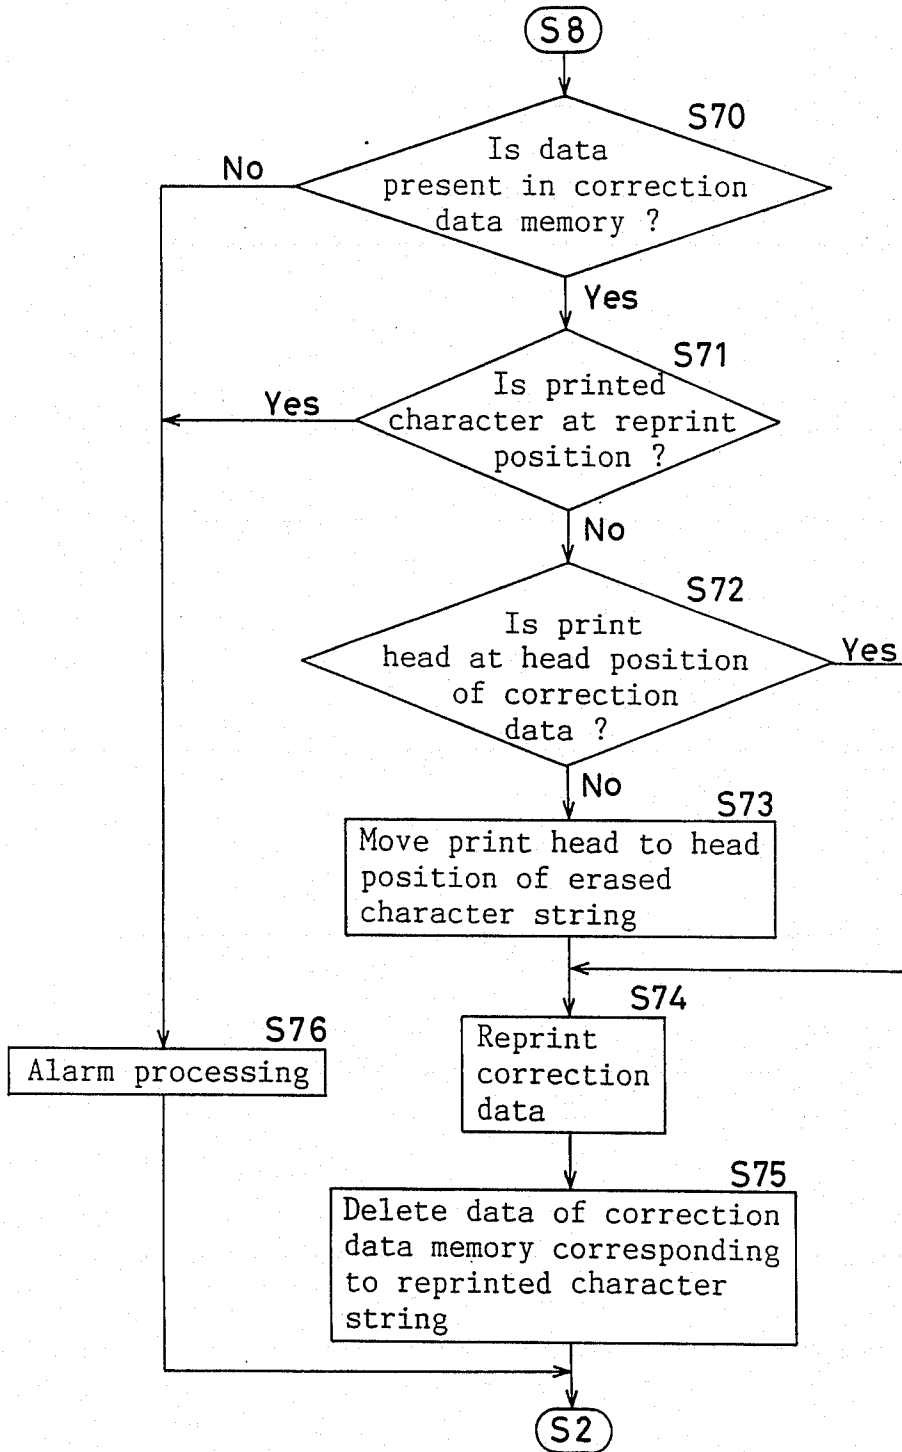 S8
S70
Is data
present in correction
data memory ?
No
Yes
S71
Is printed
character at reprint
position ?
Yes
No
S72
Is print
head at head position
of correction
data ?
Yes
No
S73
Move print head to head
position of erased
character string
S74
Reprint
correction
data
S76
Alarm processing
S75
Delete data of correction
data memory corresponding
to reprinted character
string
S2